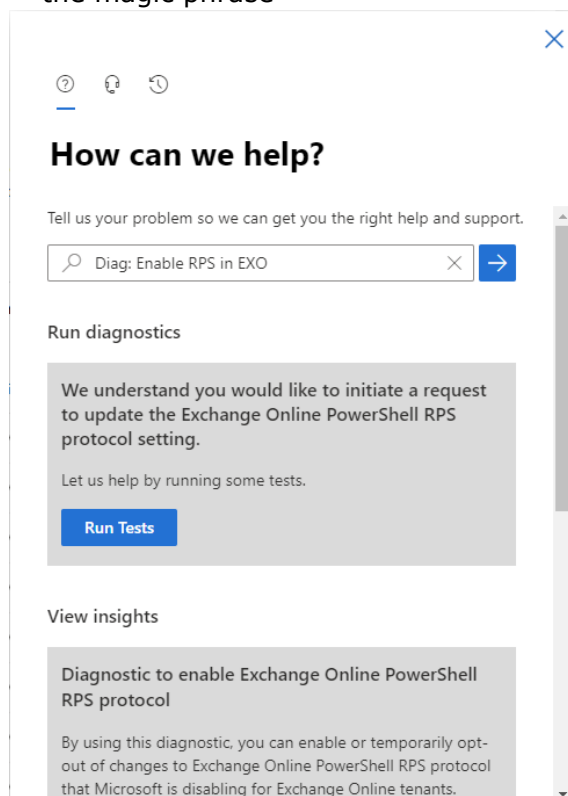 the magic phrase
How can we help?
Tell us your problem so we can get you the right help and support.
Diag: Enable RPS in EXO
Run diagnostics
We understand you would like to initiate a request
to update the Exchange Online PowerShell RPS
protocol setting.
Let us help by running some tests.
Run Tests
View insights
Diagnostic to enable Exchange Online PowerShell
RPS protocol
By using this diagnostic, you can enable or temporarily opt-
out of changes to Exchange Online PowerShell RPS protocol
that Microsoft is disabling for Exchange Online tenants.